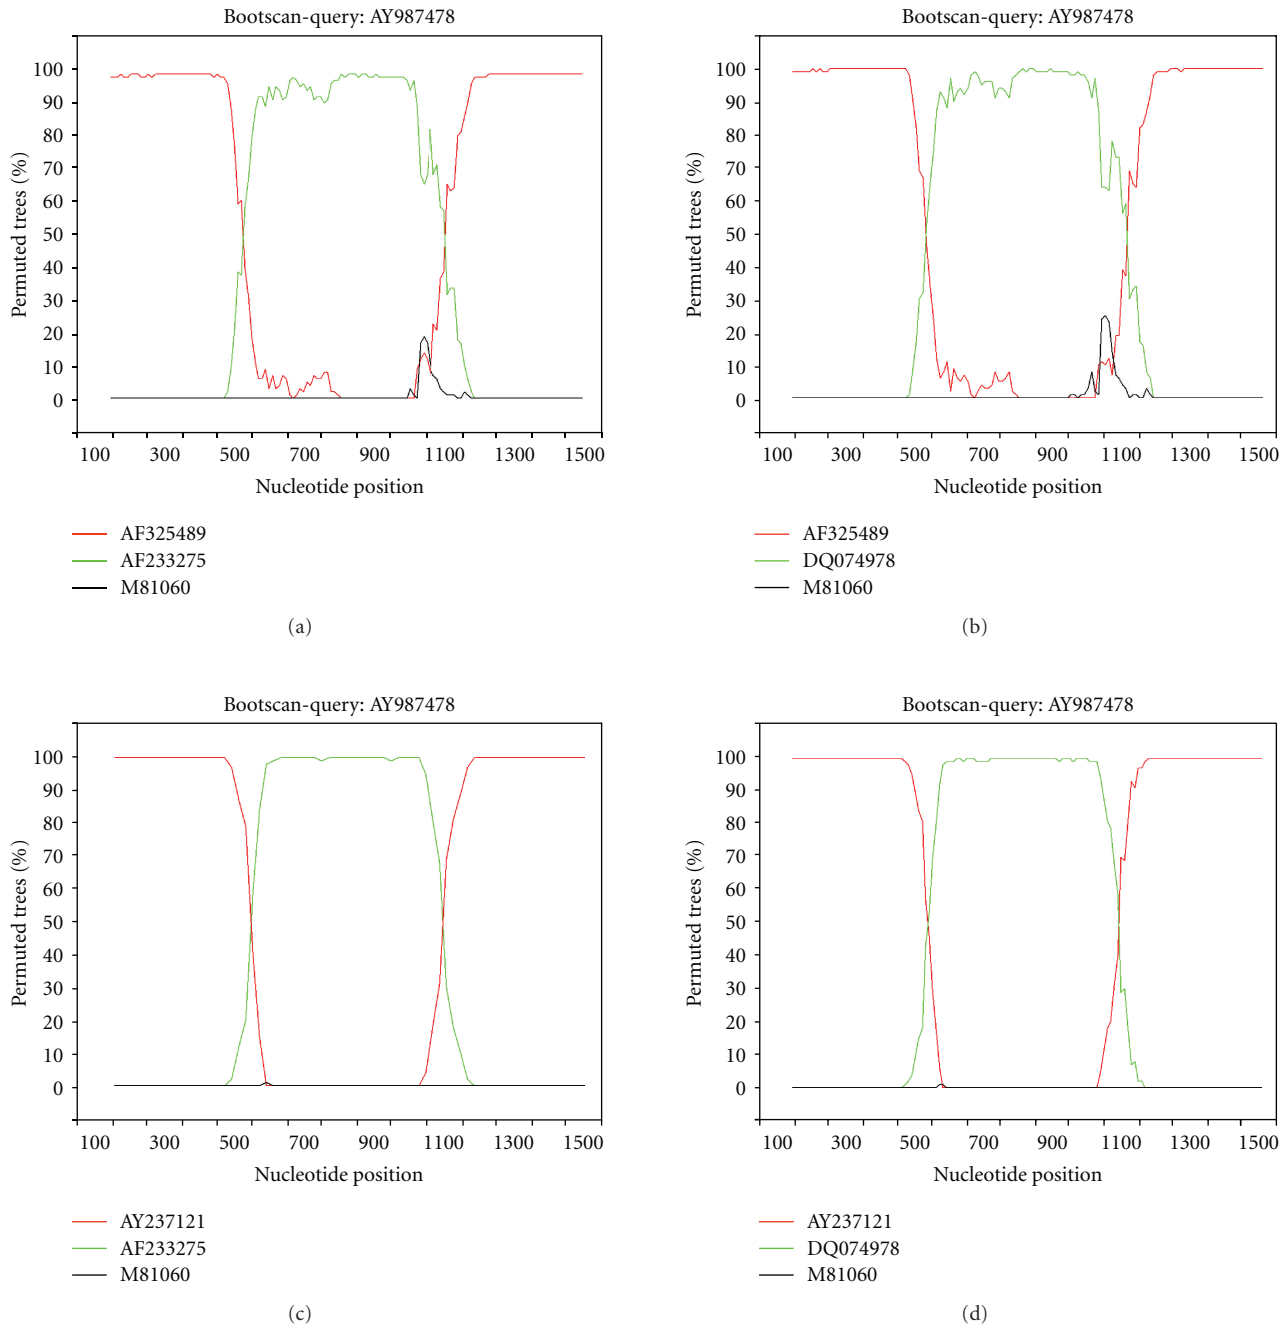 Bootscan-query: AY987478
Permuted trees (%)
100
90
80
70
60
50
40
30
20
10
0
100 300 500 700 900 1100 1300 1500
Nucleotide position
AF325489
AF233275
M81060
(a)
Bootscan-query: AY987478
Permuted trees (%)
100
90
80
70
60
50
40
30
20
10
0
100 300 500 700 900 1100 1300 1500
Nucleotide position
AF325489
DQ074978
M81060
(b)
Bootscan-query: AY987478
Permuted trees (%)
100
90
80
70
60
50
40
30
20
10
0
100 300 500 700 900 1100 1300 1500
Nucleotide position
AY237121
AF233275
M81060
(c)
Bootscan-query: AY987478
Permuted trees (%)
100
90
80
70
60
50
40
30
20
10
0
100 300 500 700 900 1100 1300 1500
Nucleotide position
AY237121
DQ074978
M81060
(d)